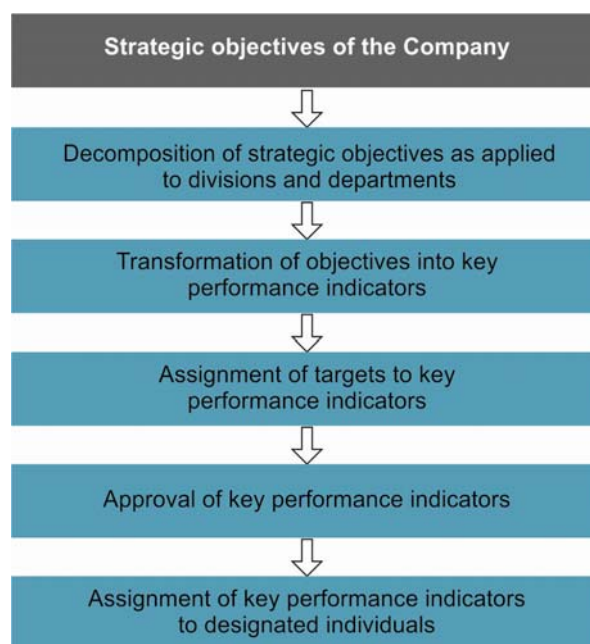 Strategic objectives of the Company
Decomposition of strategic objectives as applied
to divisions and departments
Transformation of objectives into key
performance indicators
Assignment of targets to key
performance indicators
Approval of key performance indicators
Assignment of key performance indicators
to designated individuals